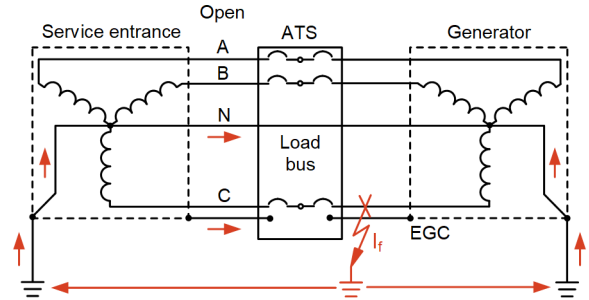 Open
Service entrance
ATS
Generator
A
B
N
Load
bus
C
If
EGC